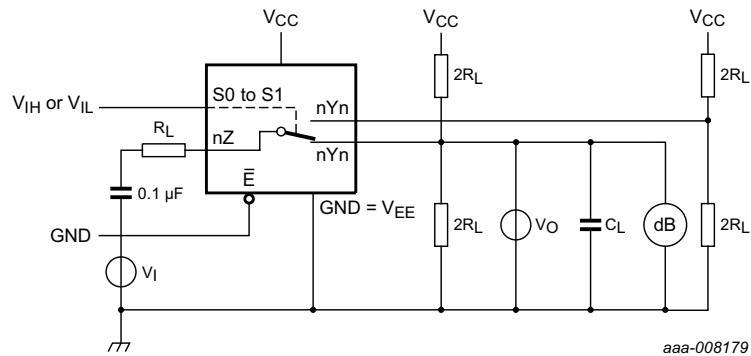 VCC
VCC
VCC
S0 to S1
2RL
2RL
VIH or VIL
nYn
RL
nZ
nYn
E̅
0.1 µF
GND = VEE
GND
2RL
VO
CL
dB
2RL
VI
aaa-008179